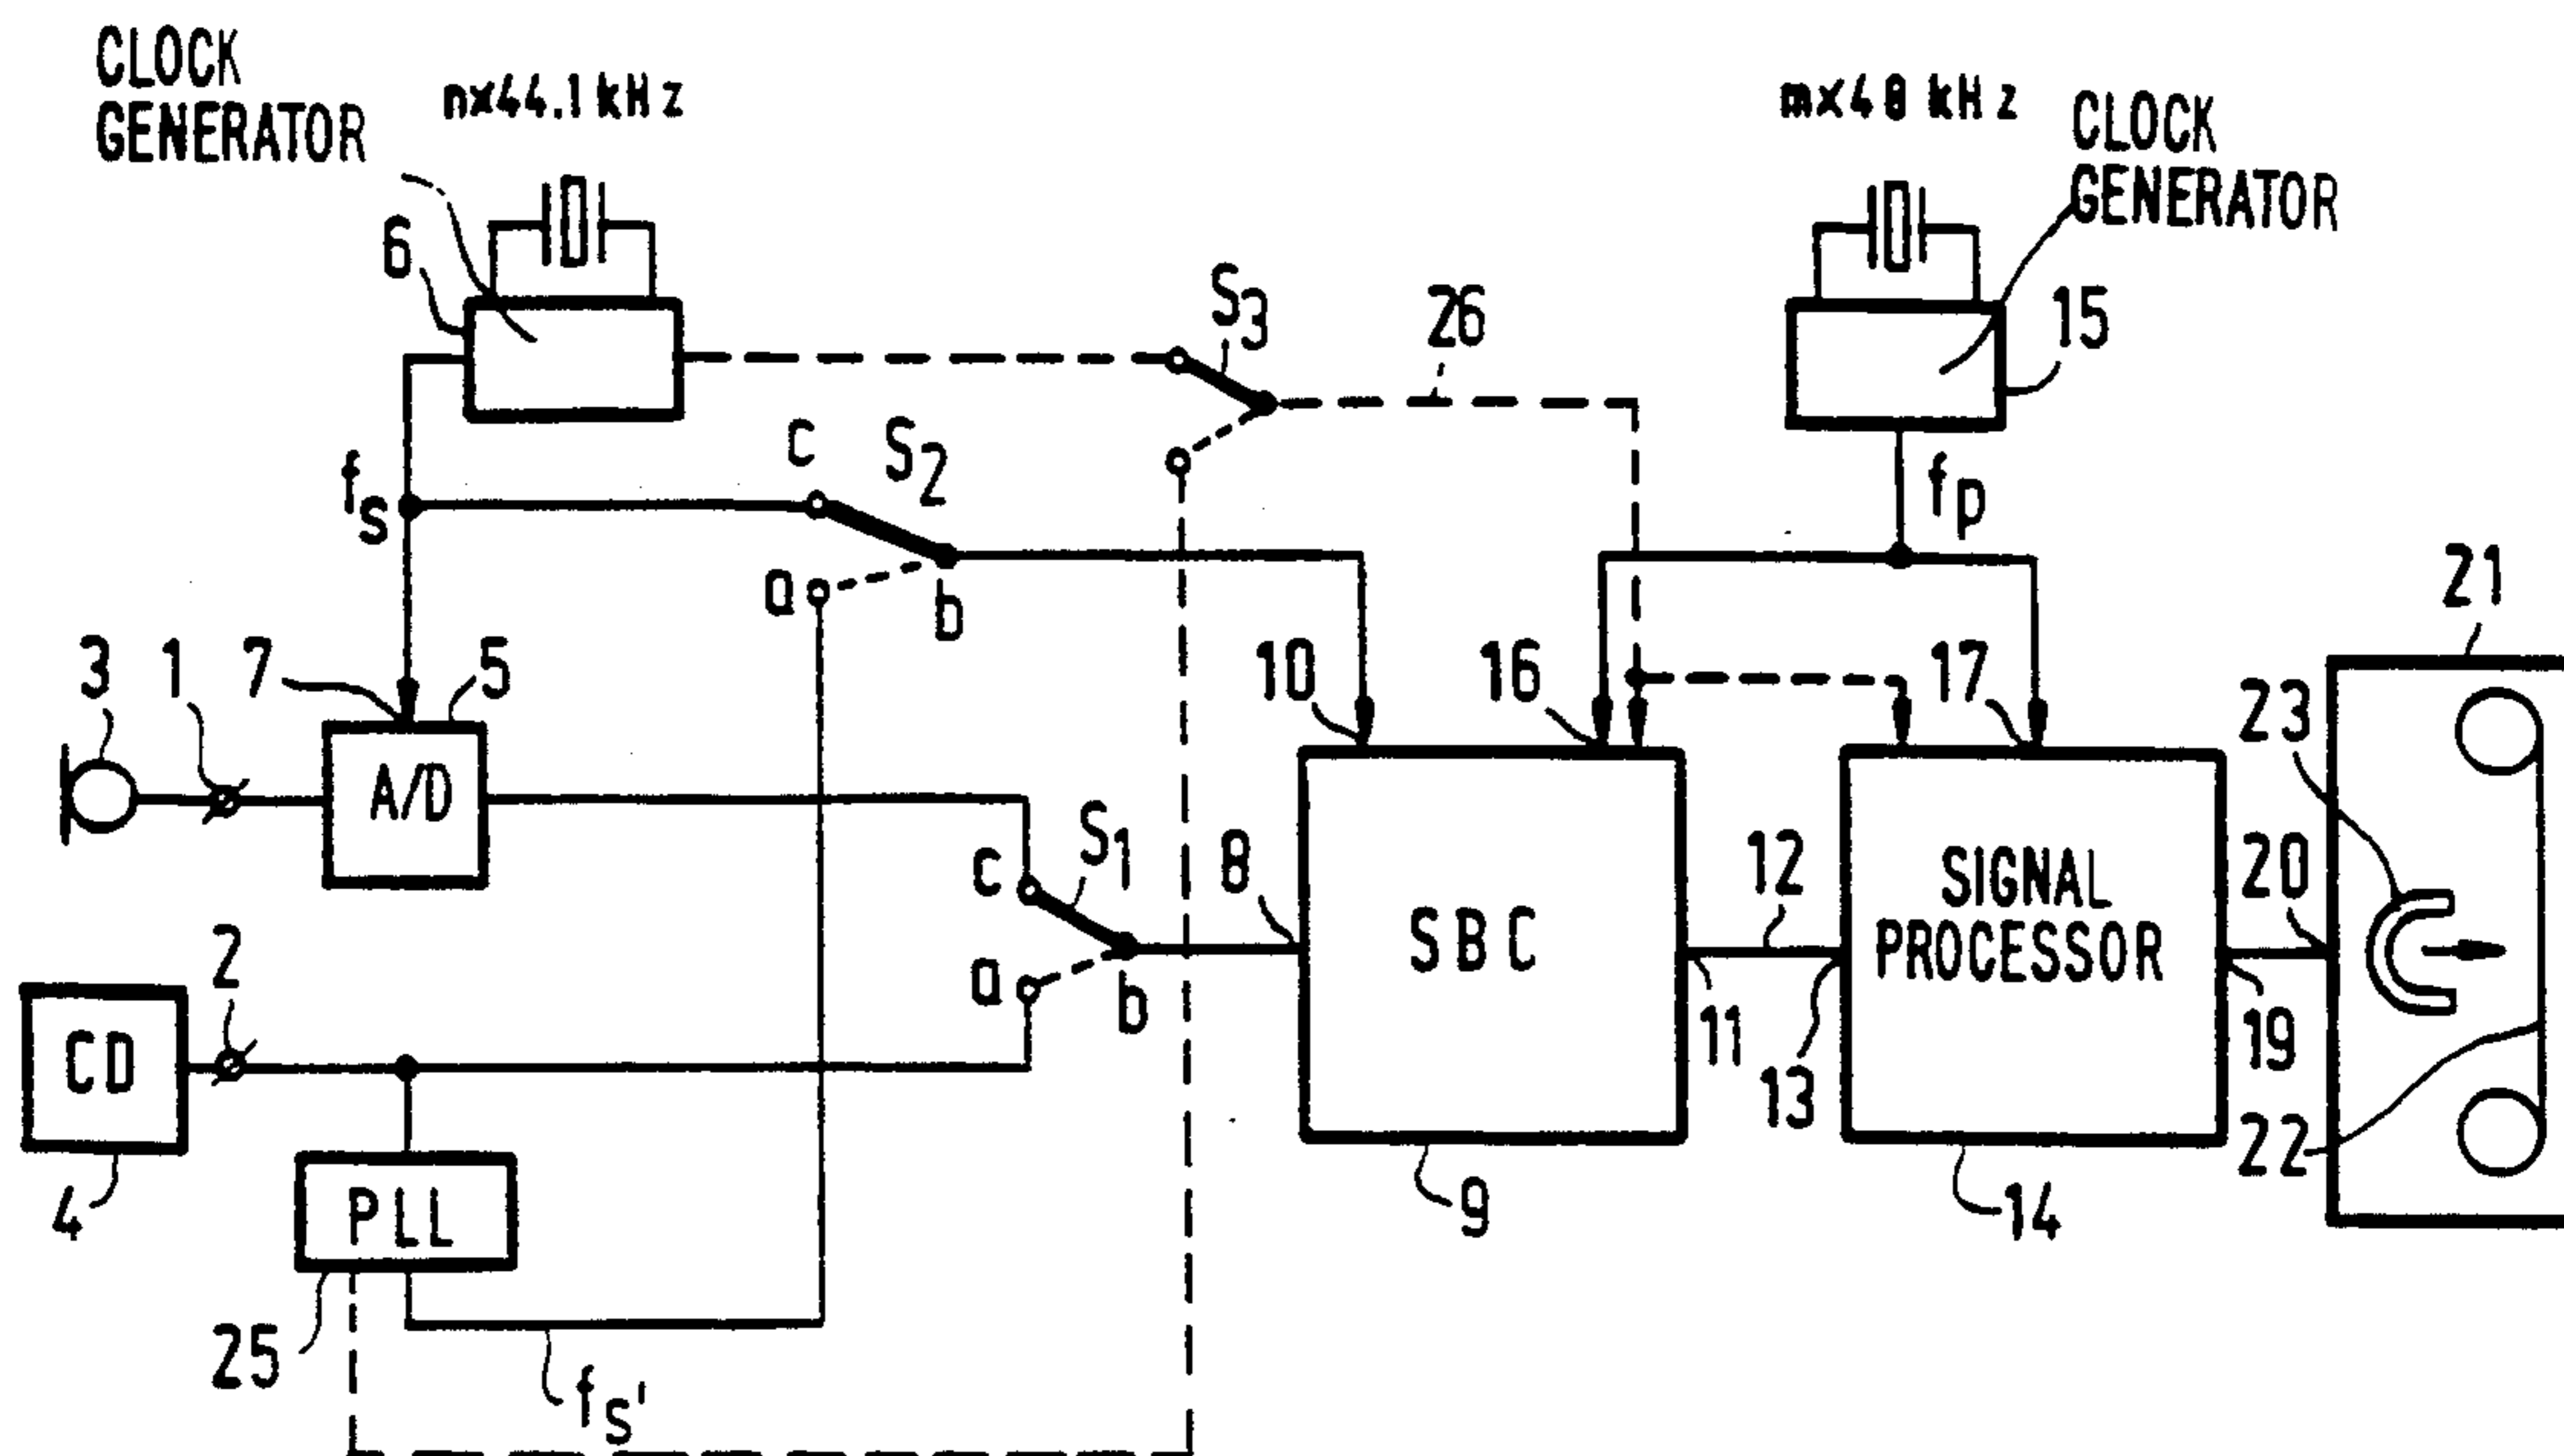 CLOCK
GENERATOR
nx44.1 kHz
mx48 kHz
CLOCK
GENERATOR
6
S3
26
15
c
S2
fs
fp
a
b
21
3
1
7
5
10
16
17
23
A/D
c
S1
8
12
20
SBC
SIGNAL
PROCESSOR
2
a
b
11
13
19
CD
22
4
PLL
9
14
25
fs'